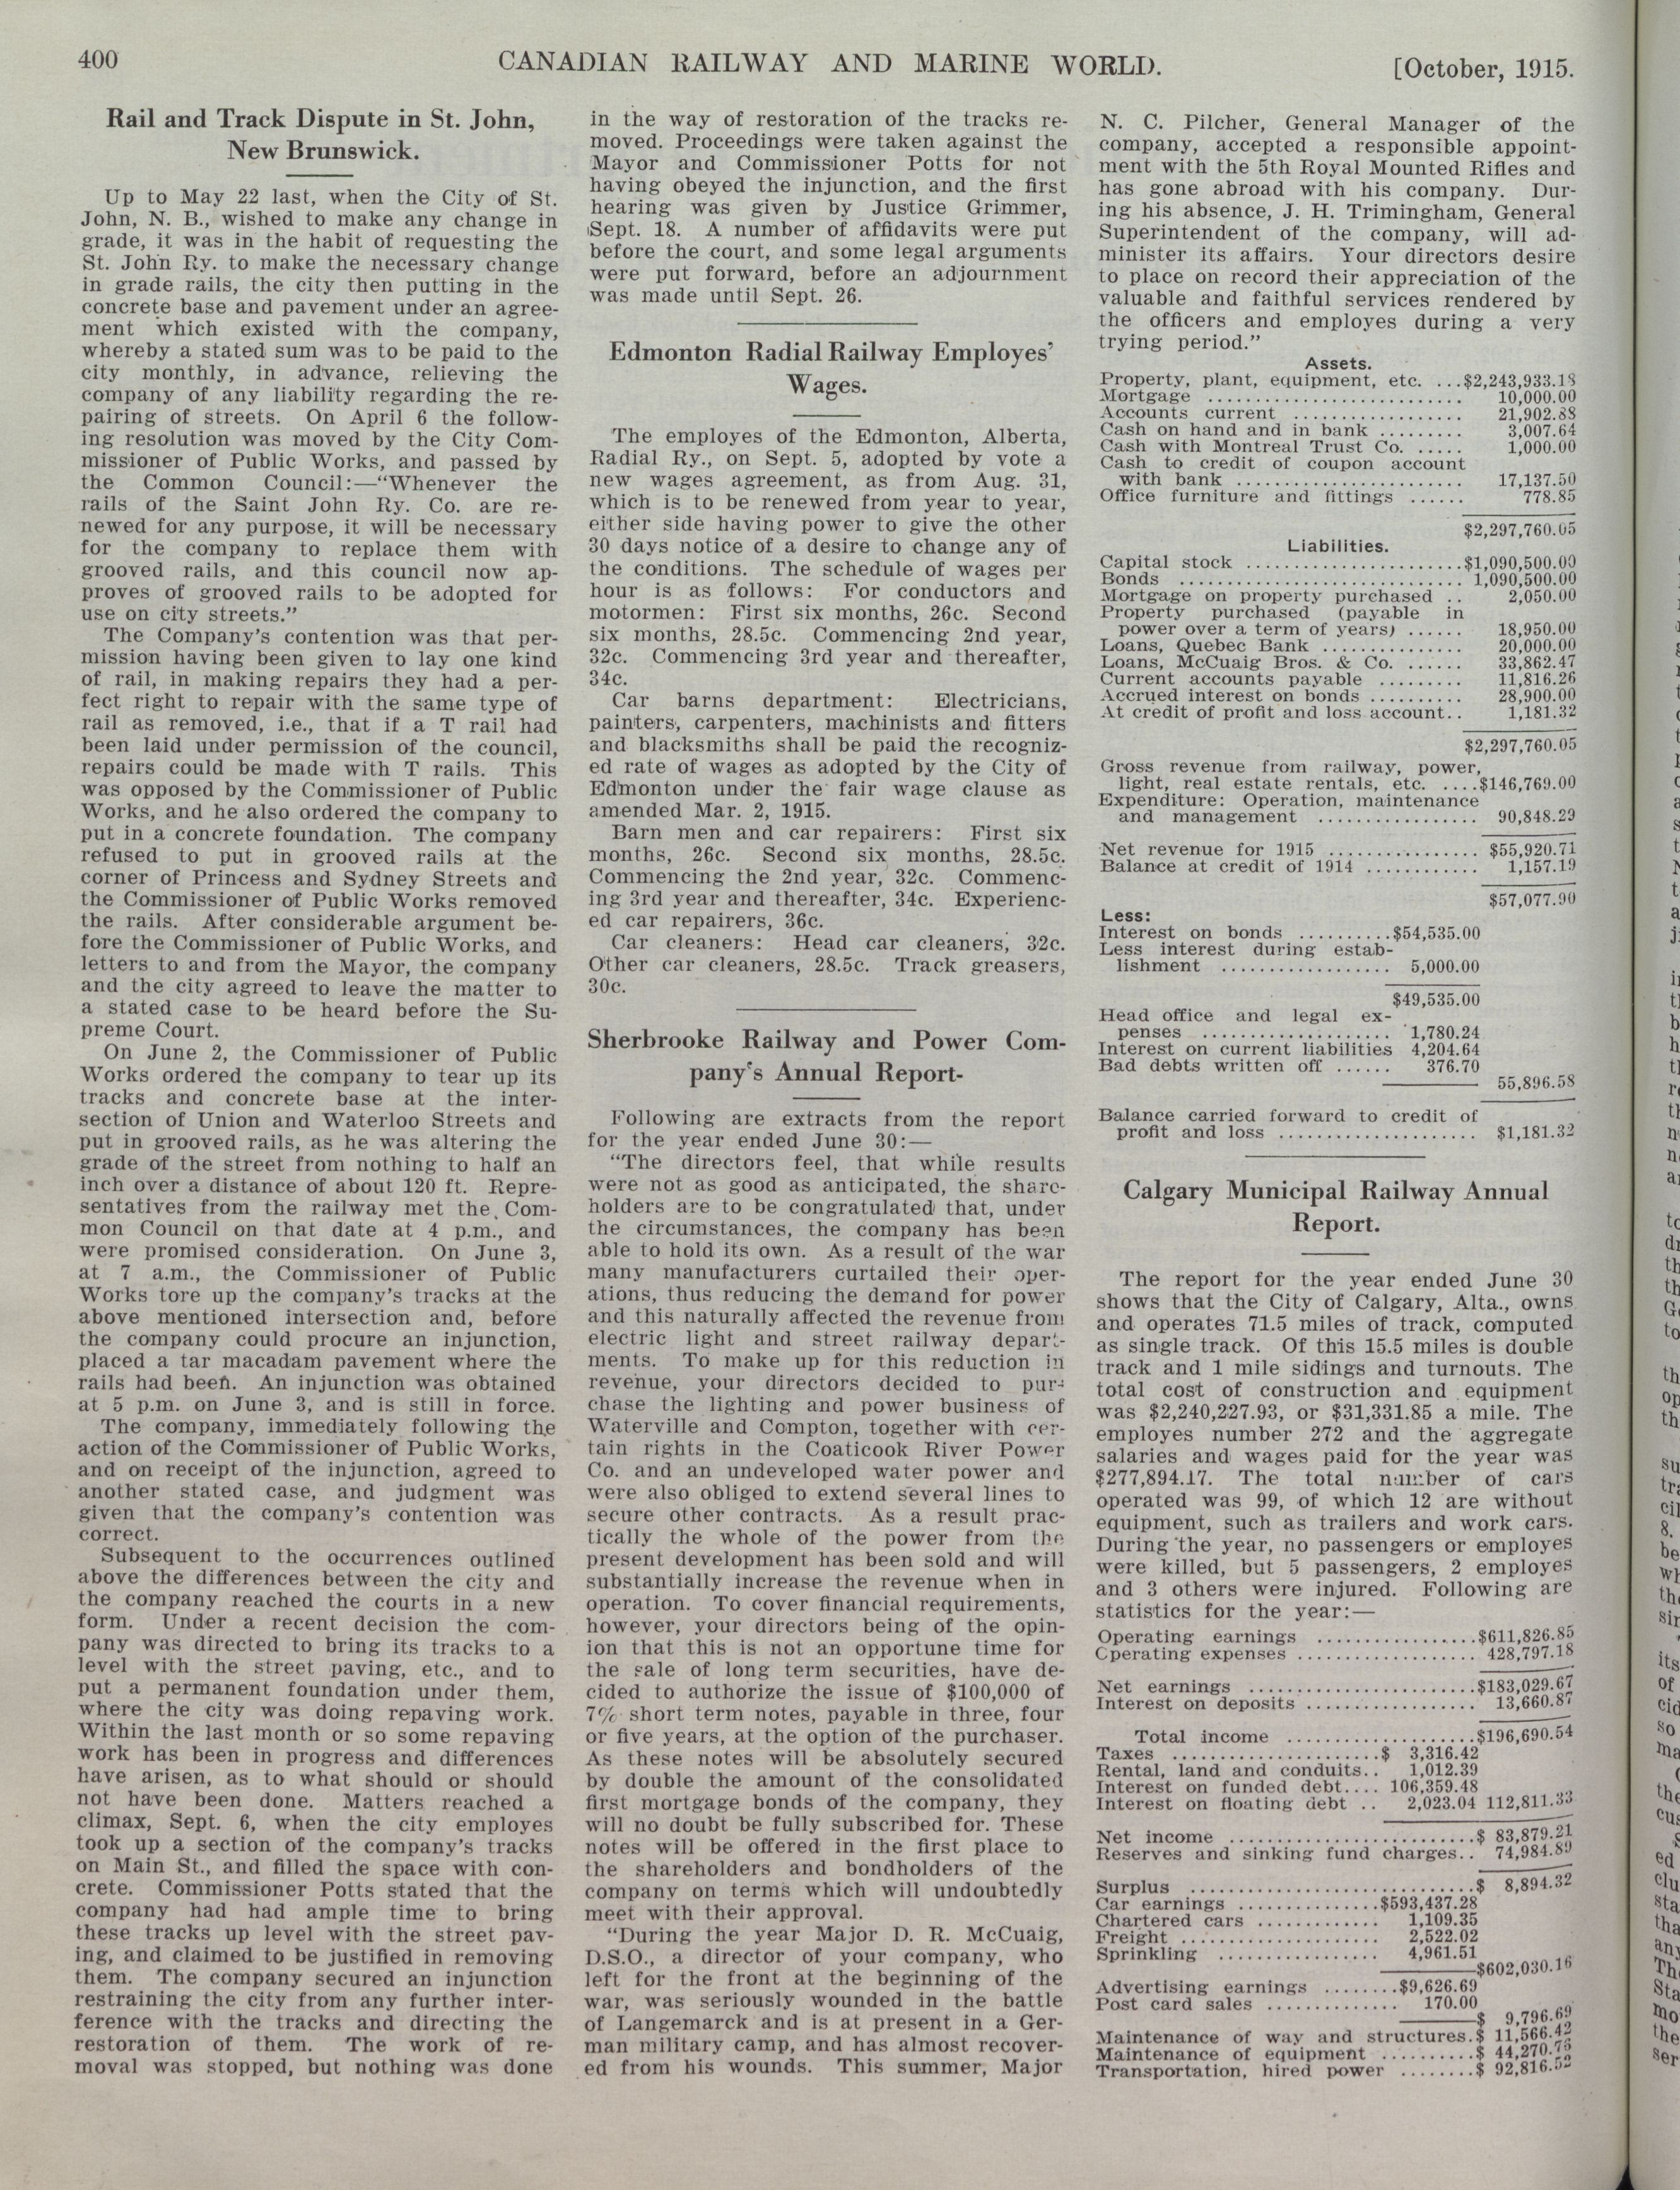 400
CANADIAN RAILWAY AND MARINE WORLD.
[October, 1915.
Rail and Track Dispute in St. John,
New Brunswick.
Up to May 22 last, when the City of St.
John, N. B., wished to make any change in
grade, it was in the habit of requesting the
St. John Ry. to make the necessary change
in grade rails, the city then putting in the
concrete base and pavement under an agree-
ment which existed with the company,
whereby a stated sum was to be paid to the
city monthly, in advance, relieving the
company of any liability regarding the re-
pairing of streets. On April 6 the follow-
ing resolution was moved by the City Com-
missioner of Public Works, and passed by
the Common Council:—"Whenever the
rails of the Saint John Ry. Co. are re-
newed for any purpose, it will be necessary
for the company to replace them with
grooved rails, and this council now ap-
proves of grooved rails to be adopted for
use on city streets."
The Company's contention was that per-
mission having been given to lay one kind
of rail, in making repairs they had a per-
fect right to repair with the same type of
rail as removed, i.e., that if a T rail had
been laid under permission of the council,
repairs could be made with T rails. This
was opposed by the Commissioner of Public
Works, and he also ordered the company to
put in a concrete foundation. The company
refused to put in grooved rails at the
corner of Princess and Sydney Streets and
the Commissioner of Public Works removed
the rails. After considerable argument be-
fore the Commissioner of Public Works, and
letters to and from the Mayor, the company
and the city agreed to leave the matter to
a stated case to be heard before the Su-
preme Court.
On June 2, the Commissioner of Public
Works ordered the company to tear up its
tracks and concrete base at the inter-
section of Union and Waterloo Streets and
put in grooved rails, as he was altering the
grade of the street from nothing to half an
inch over a distance of about 120 ft. Repre-
sentatives from the railway met the Com-
mon Council on that date at 4 p.m., and
were promised consideration. On June 3,
at 7 a.m., the Commissioner of Public
Works tore up the company's tracks at the
above mentioned intersection and, before
the company could procure an injunction,
placed a tar macadam pavement where the
rails had been. An injunction was obtained
at 5 p.m. on June 3, and is still in force.
The company, immediately following the
action of the Commissioner of Public Works,
and on receipt of the injunction, agreed to
another stated case, and judgment was
given that the company's contention was
correct.
Subsequent to the occurrences outlined
above the differences between the city and
the company reached the courts in a new
form. Under a recent decision the com-
pany was directed to bring its tracks to a
level with the street paving, etc., and to
put a permanent foundation under them,
where the city was doing repaving work.
Within the last month or so some repaving
work has been in progress and differences
have arisen, as to what should or should
not have been done. Matters reached a
climax, Sept. 6, when the city employes
took up a section of the company's tracks
on Main St., and filled the space with con-
crete. Commissioner Potts stated that the
company had had ample time to bring
these tracks up level with the street pav-
ing, and claimed to be justified in removing
them. The company secured an injunction
restraining the city from any further inter-
ference with the tracks and directing the
restoration of them. The work of re-
moval was stopped, but nothing was done
in the way of restoration of the tracks re-
moved. Proceedings were taken against the
Mayor and Commissioner Potts for not
having obeyed the injunction, and the first
hearing was given by Justice Grimmer,
Sept. 18. A number of affidavits were put
before the court, and some legal arguments
were put forward, before an adjournment
was made until Sept. 26.
Edmonton Radial Railway Employes'
Wages.
The employes of the Edmonton, Alberta,
Radial Ry., on Sept. 5, adopted by vote a
new wages agreement, as from Aug. 31,
which is to be renewed from year to year,
either side having power to give the other
30 days notice of a desire to change any of
the conditions. The schedule of wages per
hour is as follows: For conductors and
motormen: First six months, 26c. Second
six months, 28.5c. Commencing 2nd year,
32c. Commencing 3rd year and thereafter,
34c.
Car barns department: Electricians,
painters, carpenters, machinists and fitters
and blacksmiths shall be paid the recogniz-
ed rate of wages as adopted by the City of
Edmonton under the fair wage clause as
amended Mar. 2, 1915.
Barn men and car repairers: First six
months, 26c. Second six months, 28.5c.
Commencing the 2nd year, 32c. Commenc-
ing 3rd year and thereafter, 34c. Experienc-
ed car repairers, 36c.
Car cleaners: Head car cleaners, 32c.
Other car cleaners, 28.5c. Track greasers,
30c.
Sherbrooke Railway and Power Com-
pany's Annual Report-
Following are extracts from the report
for the year ended June 30:—
"The directors feel, that while results
were not as good as anticipated, the share-
holders are to be congratulated that, under
the circumstances, the company has been
able to hold its own. As a result of the war
many manufacturers curtailed their oper-
ations, thus reducing the demand for power
and this naturally affected the revenue from
electric light and street railway depart-
ments. To make up for this reduction in
revenue, your directors decided to pur-
chase the lighting and power business of
Waterville and Compton, together with cer-
tain rights in the Coaticook River Power
Co. and an undeveloped water power and
were also obliged to extend several lines to
secure other contracts. As a result prac-
tically the whole of the power from the
present development has been sold and will
substantially increase the revenue when in
operation. To cover financial requirements,
however, your directors being of the opin-
ion that this is not an opportune time for
the sale of long term securities, have de-
cided to authorize the issue of $100,000 of
7% short term notes, payable in three, four
or five years, at the option of the purchaser.
As these notes will be absolutely secured
by double the amount of the consolidated
first mortgage bonds of the company, they
will no doubt be fully subscribed for. These
notes will be offered in the first place to
the shareholders and bondholders of the
company on terms which will undoubtedly
meet with their approval.
"During the year Major D. R. McCuaig,
D.S.O., a director of your company, who
left for the front at the beginning of the
war, was seriously wounded in the battle
of Langemarck and is at present in a Ger-
man military camp, and has almost recover-
ed from his wounds. This summer, Major
N. C. Pilcher, General Manager of the
company, accepted a responsible appoint-
ment with the 5th Royal Mounted Rifles and
has gone abroad with his company. Dur-
ing his absence, J. H. Trimingham, General
Superintendent of the company, will ad-
minister its affairs. Your directors desire
to place on record their appreciation of the
valuable and faithful services rendered by
the officers and employes during a very
trying period."
Assets.
Property, plant, equipment, etc. ...$2,243,933.18
Mortgage .......................... 10,000.00
Accounts current ................. 21,902.88
Cash on hand and in bank ......... 3,007.64
Cash with Montreal Trust Co. ..... 1,000.00
Cash to credit of coupon account
with bank ........................ 17,137.50
Office furniture and fittings ...... 778.85
$2,297,760.05
Liabilities.
Capital stock .......................$1,090,500.00
Bonds .............................. 1,090,500.00
Mortgage on property purchased .. 2,050.00
Property purchased (payable in
power over a term of years) ...... 18,950.00
Loans, Quebec Bank ............... 20,000.00
Loans, McCuaig Bros. & Co. ...... 33,862.47
Current accounts payable ......... 11,816.26
Accrued interest on bonds .......... 28,900.00
At credit of profit and loss account.. 1,181.32
$2,297,760.05
Gross revenue from railway, power,
light, real estate rentals, etc. ....$146,769.00
Expenditure: Operation, maintenance
and management ................. 90,848.29
Net revenue for 1915 ................ $55,920.71
Balance at credit of 1914 ............ 1,157.19
$57,077.90
Less:
Interest on bonds ..........$54,535.00
Less interest during estab-
lishment .................. 5,000.00
$49,535.00
Head office and legal ex-
penses .................... 1,780.24
Interest on current liabilities 4,204.64
Bad debts written off ...... 376.70
55,896.58
Balance carried forward to credit of
profit and loss ..................... $1,181.32
Calgary Municipal Railway Annual
Report.
The report for the year ended June 30
shows that the City of Calgary, Alta., owns
and operates 71.5 miles of track, computed
as single track. Of this 15.5 miles is double
track and 1 mile sidings and turnouts. The
total cost of construction and equipment
was $2,240,227.93, or $31,331.85 a mile. The
employes number 272 and the aggregate
salaries and wages paid for the year was
$277,894.17. The total number of cars
operated was 99, of which 12 are without
equipment, such as trailers and work cars.
During the year, no passengers or employes
were killed, but 5 passengers, 2 employes
and 3 others were injured. Following are
statistics for the year:—
Operating earnings .................$611,826.85
Operating expenses ................... 428,797.18
Net earnings ........................$183,029.67
Interest on deposits .................. 13,660.87
Total income ....................$196,690.54
Taxes ......................$ 3,316.42
Rental, land and conduits.. 1,012.39
Interest on funded debt.... 106,359.48
Interest on floating debt .. 2,023.04 112,811.33
Net income ..........................$ 83,879.21
Reserves and sinking fund charges.. 74,984.89
Surplus ..............................$ 8,894.32
Car earnings ...............$593,437.28
Chartered cars ............. 1,109.35
Freight ..................... 2,522.02
Sprinkling ................. 4,961.51
$602,030.16
Advertising earnings ........$9,626.69
Post card sales .............. 170.00
$ 9,796.69
Maintenance of way and structures.$ 11,566.42
Maintenance of equipment ..........$ 44,270.75
Transportation, hired power ........$ 92,816.52